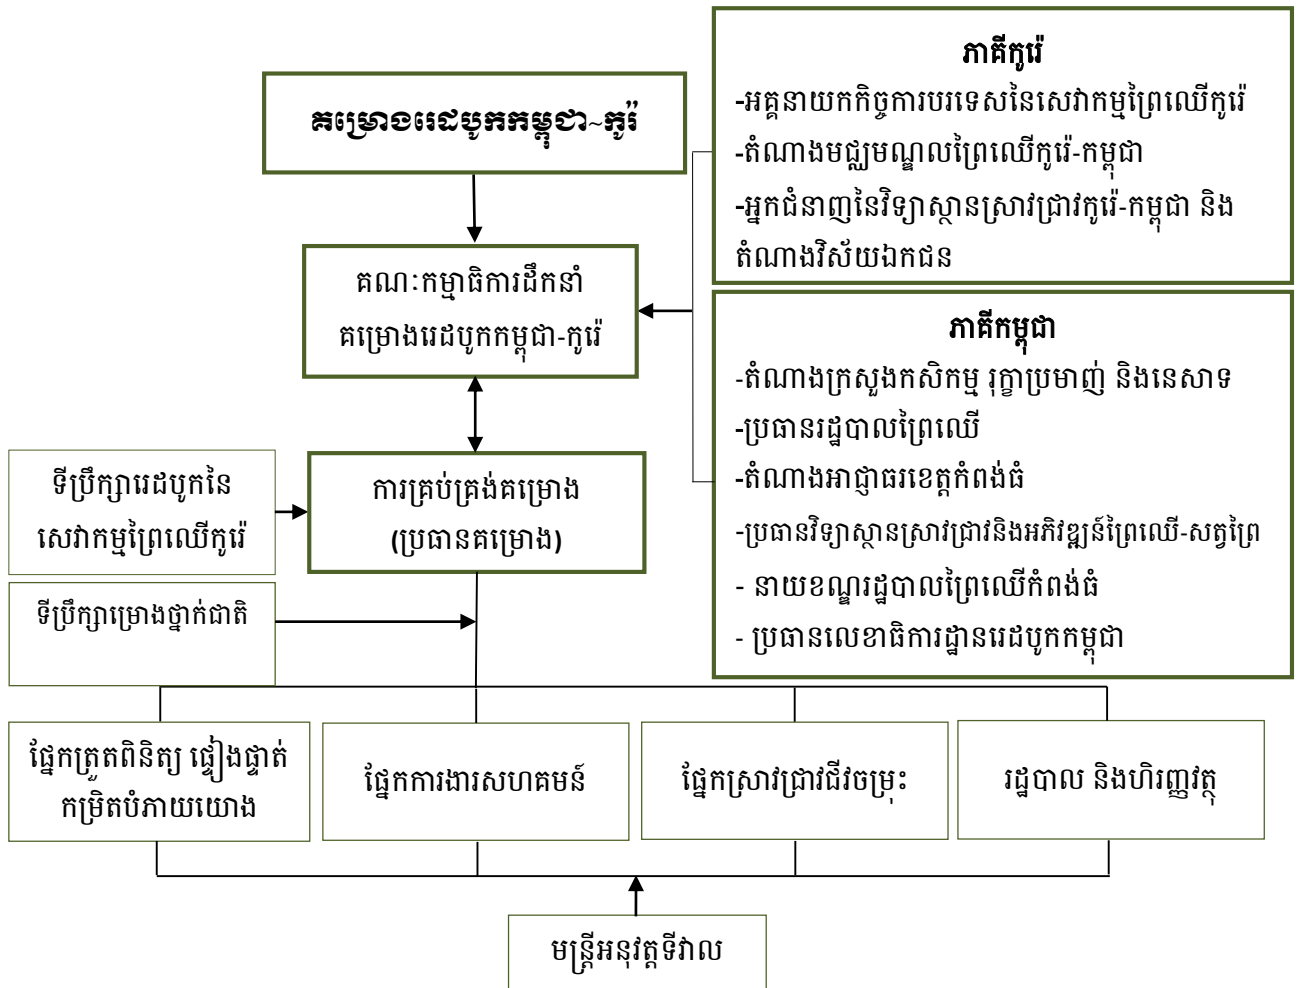 គម្រោងរេដបូកកម្ពុជា~កូរ៉េ
គណៈកម្មាធិការដឹកនាំ
គម្រោងរេដបូកកម្ពុជា-កូរ៉េ
ភាគីកូរ៉េ
-អគ្គនាយកកិច្ចការបរទេសនៃសេវាកម្មព្រៃឈើកូរ៉េ
-តំណាងមជ្ឈមណ្ឌលព្រៃឈើកូរ៉េ-កម្ពុជា
-អ្នកជំនាញនៃវិទ្យាស្ថានស្រាវជ្រាវកូរ៉េ-កម្ពុជា និង
តំណាងវិស័យឯកជន
ភាគីកម្ពុជា
-តំណាងក្រសួងកសិកម្ម រុក្ខាប្រមាញ់ និងនេសាទ
-ប្រធានរដ្ឋបាលព្រៃឈើ
-តំណាងអាជ្ញាធរខេត្តកំពង់ធំ
-ប្រធានវិទ្យាស្ថានស្រាវជ្រាវនិងអភិវឌ្ឍន៍ព្រៃឈើ-សត្វព្រៃ
- នាយខណ្ឌរដ្ឋបាលព្រៃឈើកំពង់ធំ
- ប្រធានលេខាធិការដ្ឋានរេដបូកកម្ពុជា
ទីប្រឹក្សារេដបូកនៃ
សេវាកម្មព្រៃឈើកូរ៉េ
ការគ្រប់គ្រង់គម្រោង
(ប្រធានគម្រោង)
ទីប្រឹក្សាម្រោងថ្នាក់ជាតិ
ផ្នែកត្រួតពិនិត្យ ផ្ទៀងផ្ទាត់
កម្រិតបំភាយយោង
ផ្នែកការងារសហគមន៍
ផ្នែកស្រាវជ្រាវជីវចម្រុះ
រដ្ឋបាល និងហិរញ្ញវត្ថុ
មន្ត្រីអនុវត្តទីវាល